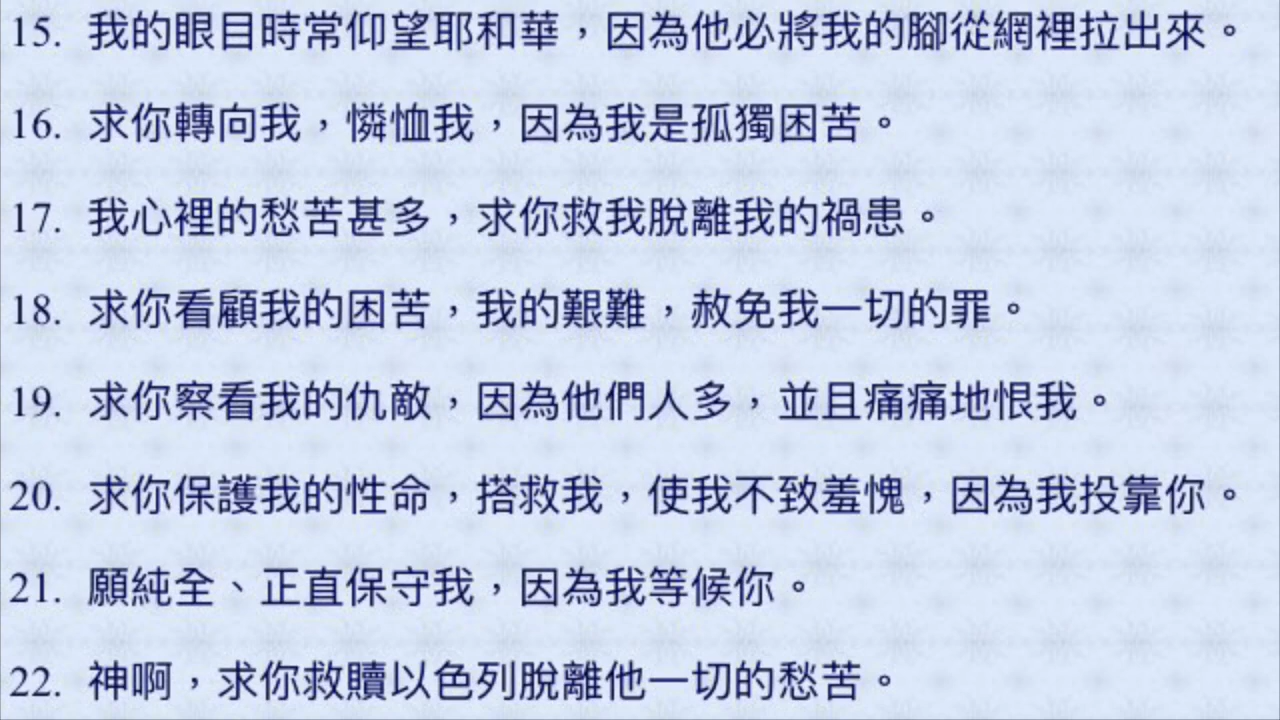 15. 我的眼目時常仰望耶和華，因為他必將我的腳從網裡拉出來。
16. 求你轉向我，憐恤我，因為我是孤獨困苦。
17. 我心裡的愁苦甚多，求你救我脫離我的禍患。
18. 求你看顧我的困苦，我的艱難，赦免我一切的罪。
19. 求你察看我的仇敵，因為他們人多，並且痛痛地恨我。
20. 求你保護我的性命，搭救我，使我不致羞愧，因為我投靠你。
21. 願純全、正直保守我，因為我等候你。
22. 神啊，求你救贖以色列脫離他一切的愁苦。